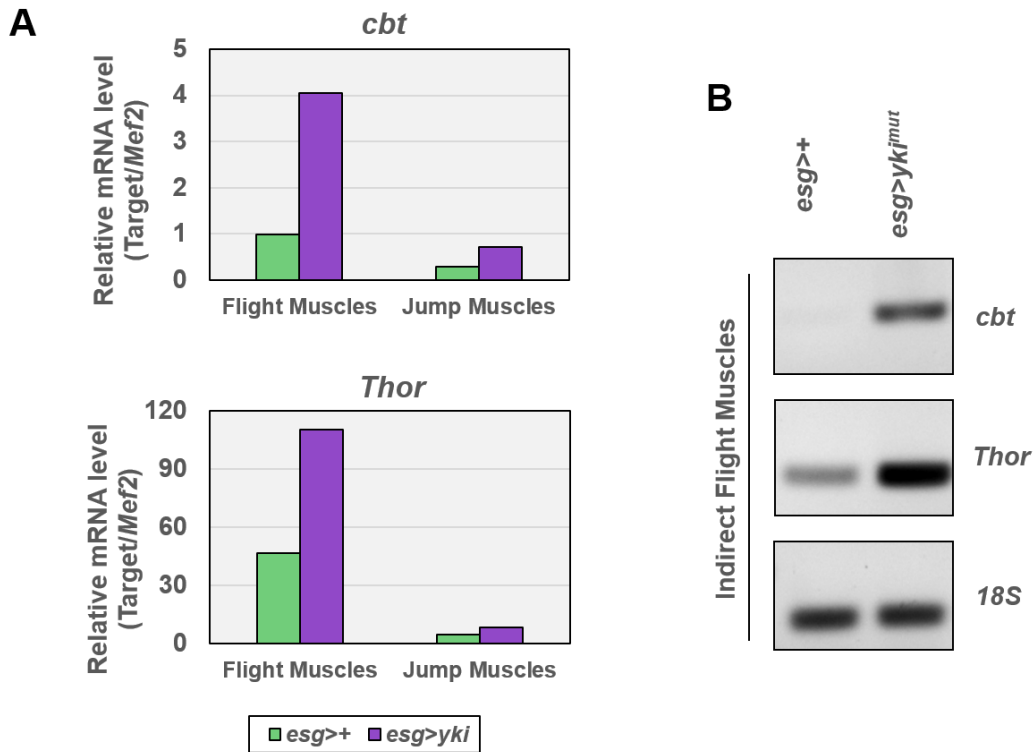 A
cbt
Relative mRNA level
(Target/Mef2)
5
4
3
2
1
0
Flight Muscles
Jump Muscles
Thor
Relative mRNA level
(Target/Mef2)
120
90
60
30
0
Flight Muscles
Jump Muscles
esg>+
esg>yki
B
esg>+
esg>yki^mut
Indirect Flight Muscles
cbt
Thor
18S